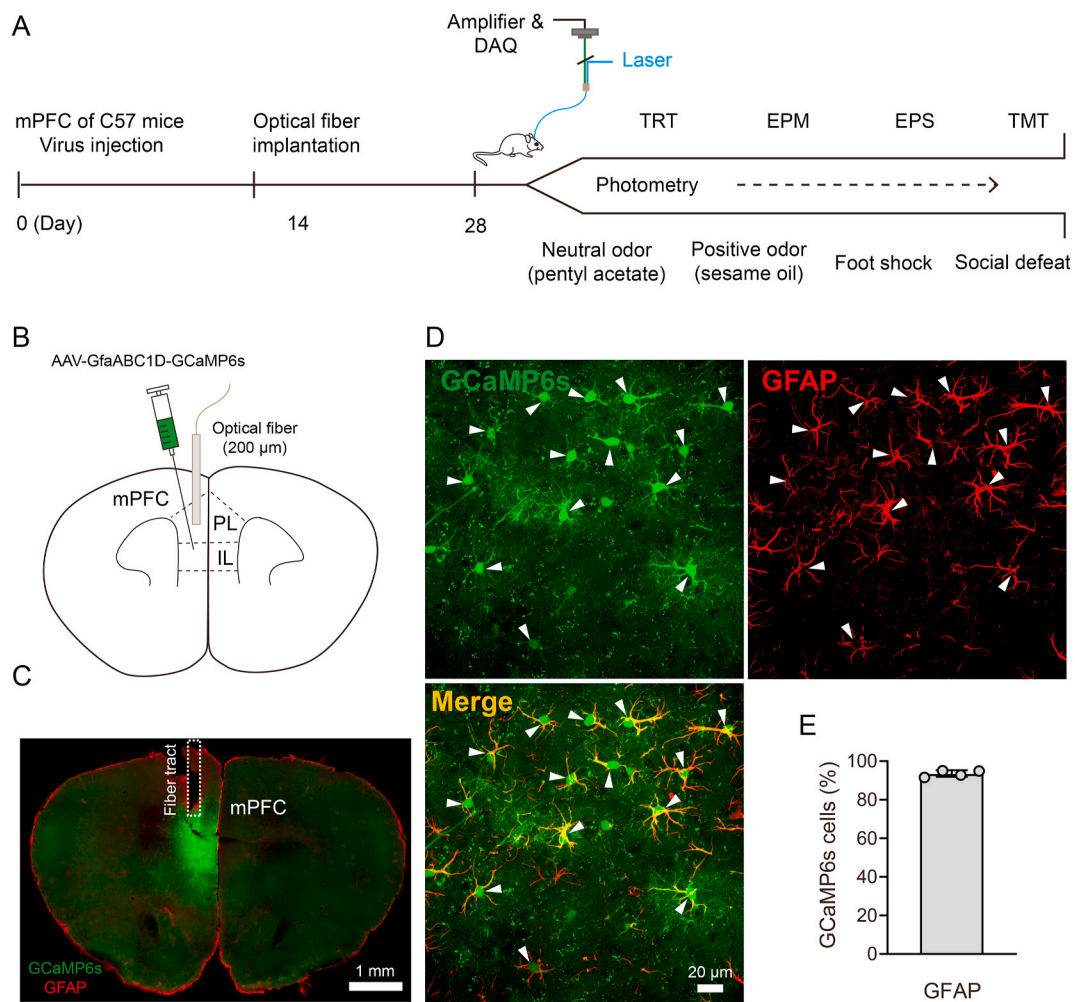 A
Amplifier &
DAQ
Laser
mPFC of C57 mice
Virus injection
Optical fiber
implantation
TRT
EPM
EPS
TMT
Photometry
0 (Day)
14
28
Neutral odor
(pentyl acetate)
Positive odor
(sesame oil)
Foot shock
Social defeat
B
AAV-GfaABC1D-GCaMP6s
Optical fiber
(200 μm)
mPFC
PL
IL
C
Fiber tract
mPFC
GCaMP6s
GFAP
1 mm
D
GCaMP6s
GFAP
Merge
20 μm
E
GCaMP6s cells (%)
100
80
60
40
20
0
GFAP